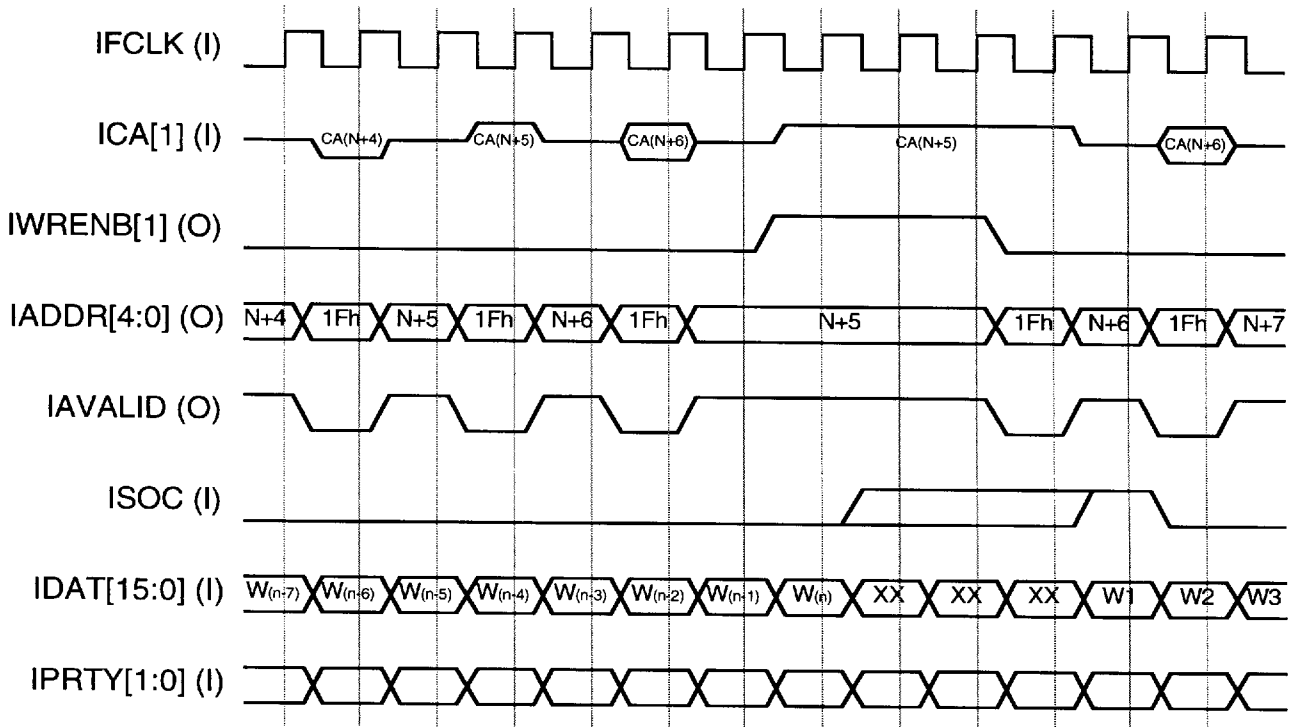 IFCLK (I)
ICA[1] (I) CA(N+4) CA(N+5) CA(N+6) CA(N+5) CA(N+6)
IWRENB[1] (O)
IADDR[4:0] (O) N+4 1Fh N+5 1Fh N+6 1Fh N+5 1Fh N+6 1Fh N+7
IAVALID (O)
ISOC (I)
IDAT[15:0] (I) W(n-7) W(n-6) W(n-5) W(n-4) W(n-3) W(n-2) W(n-1) W(n) XX XX XX W1 W2 W3
IPRTY[1:0] (I)